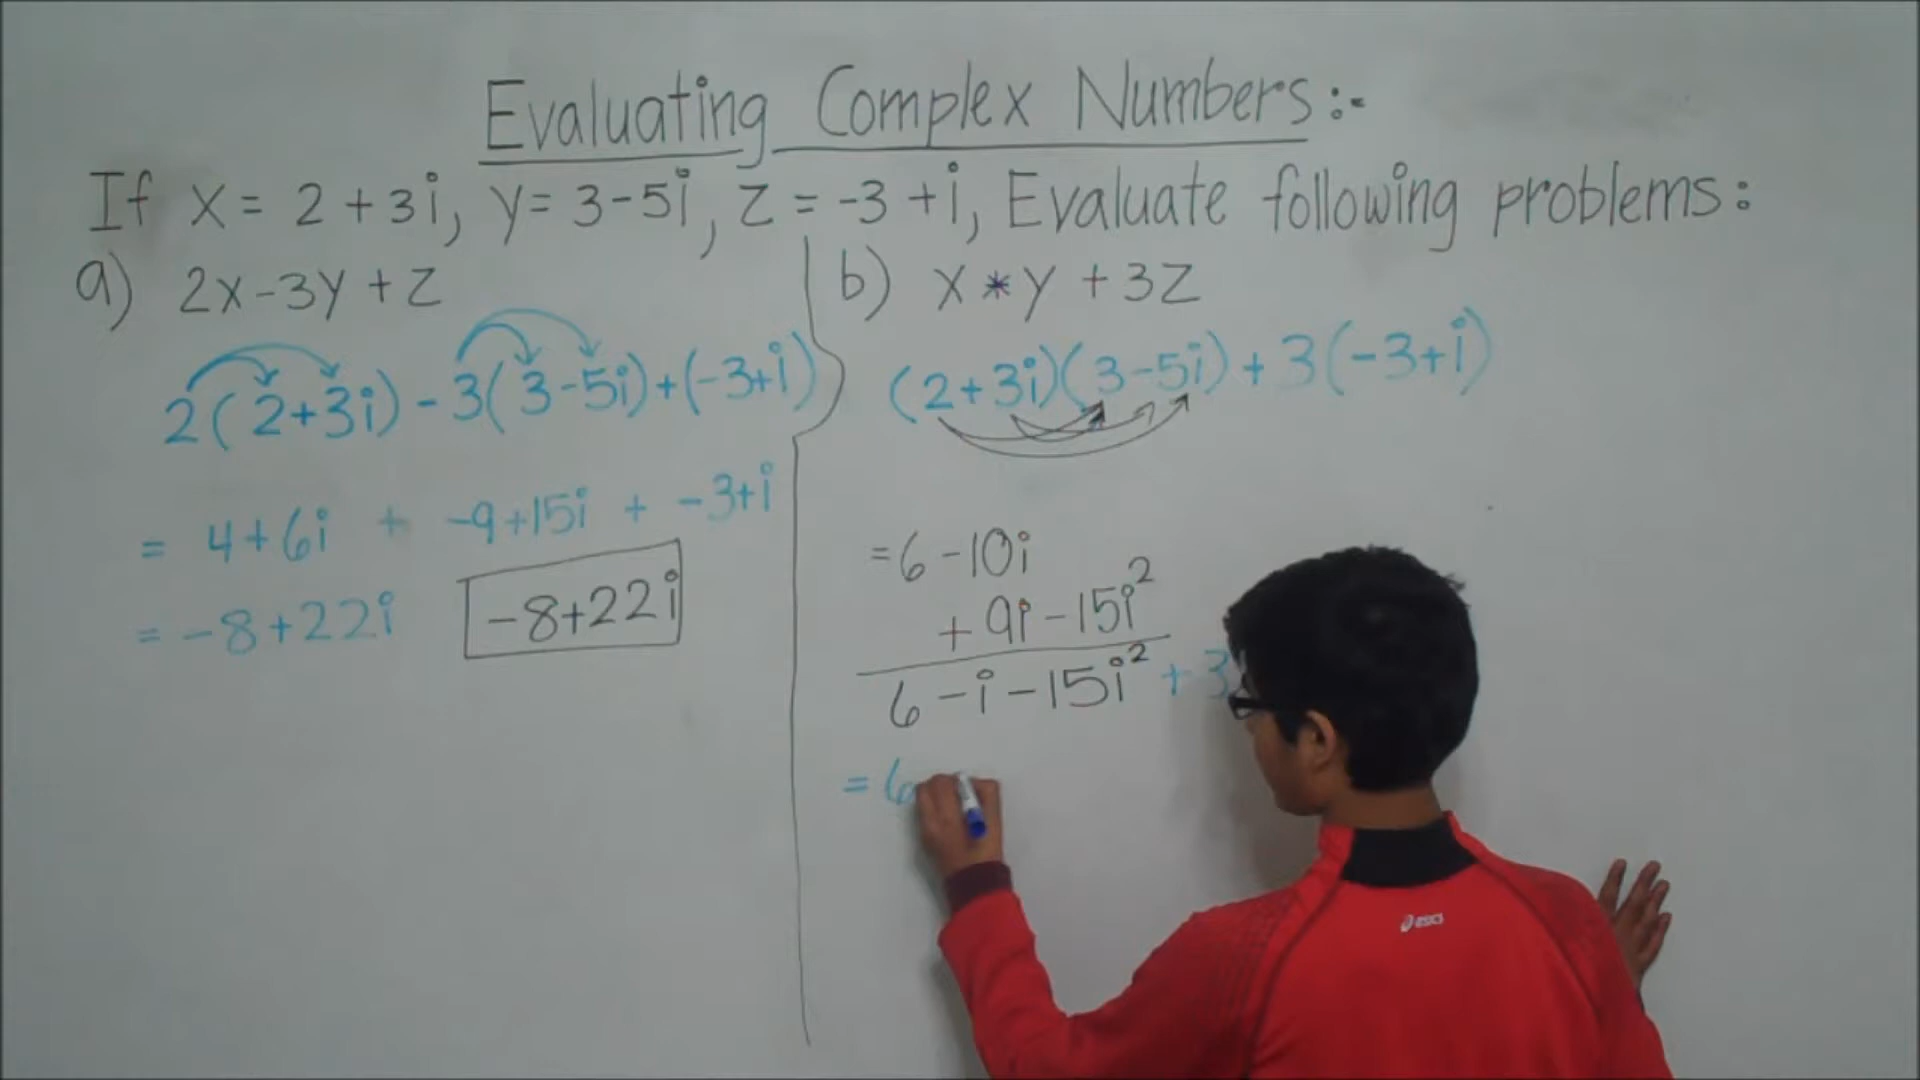 Evaluating Complex Numbers:-
If x = 2 + 3i, y = 3 - 5i, z = -3 + i, Evaluate following problems:
a) 2x - 3y + z
2(2+3i) - 3(3-5i) + (-3+i)
= 4+6i + -9+15i + -3+i
= -8+22i
-8+22i
b) x * y + 3z
(2+3i)(3-5i) + 3(-3+i)
= 6 - 10i
+ 9i - 15i²
6 - i - 15i² + 3
= 6
asics